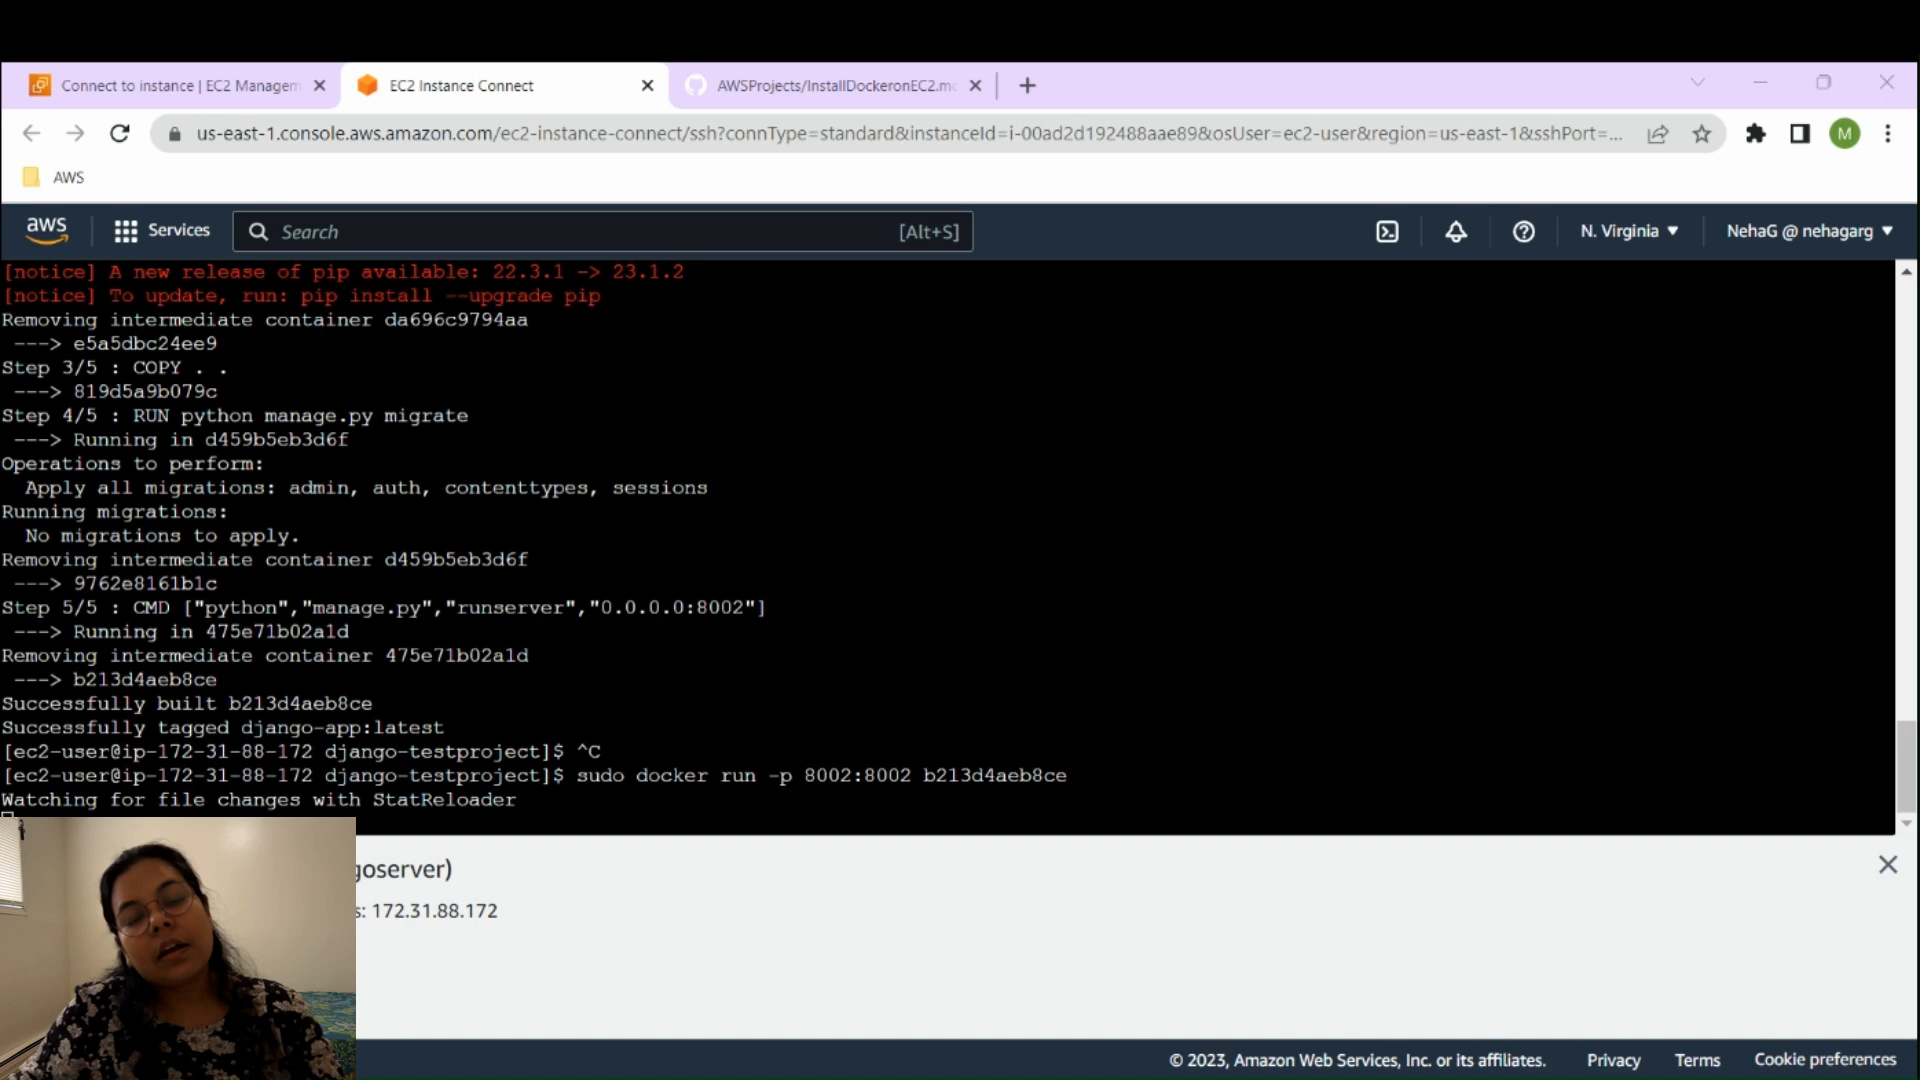 Connect to instance | EC2 Managem
EC2 Instance Connect
AWSProjects/InstallDockeronEC2.mc
us-east-1.console.aws.amazon.com/ec2-instance-connect/ssh?connType=standard&instanceId=i-00ad2d192488aae89&osUser=ec2-user&region=us-east-1&sshPort=...
M
AWS
aws
Services
Search
[Alt+S]
N. Virginia
NehaG @ nehagarg
[notice] A new release of pip available: 22.3.1 -> 23.1.2
[notice] To update, run: pip install --upgrade pip
Removing intermediate container da696c9794aa
---> e5a5dbc24ee9
Step 3/5 : COPY . .
---> 819d5a9b079c
Step 4/5 : RUN python manage.py migrate
---> Running in d459b5eb3d6f
Operations to perform:
Apply all migrations: admin, auth, contenttypes, sessions
Running migrations:
No migrations to apply.
Removing intermediate container d459b5eb3d6f
---> 9762e8161b1c
Step 5/5 : CMD ["python","manage.py","runserver","0.0.0.0:8002"]
---> Running in 475e71b02a1d
Removing intermediate container 475e71b02a1d
---> b213d4aeb8ce
Successfully built b213d4aeb8ce
Successfully tagged django-app:latest
[ec2-user@ip-172-31-88-172 django-testproject]$ ^C
[ec2-user@ip-172-31-88-172 django-testproject]$ sudo docker run -p 8002:8002 b213d4aeb8ce
Watching for file changes with StatReloader
goserver)
s: 172.31.88.172
© 2023, Amazon Web Services, Inc. or its affiliates.
Privacy
Terms
Cookie preferences